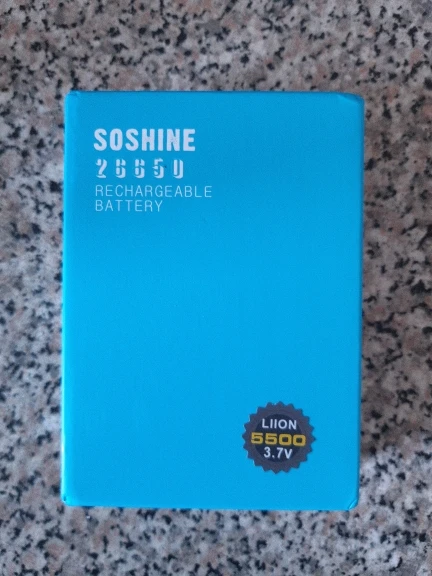 SOSHINE
26650
RECHARGEABLE
BATTERY
LIION
5500
3.7V